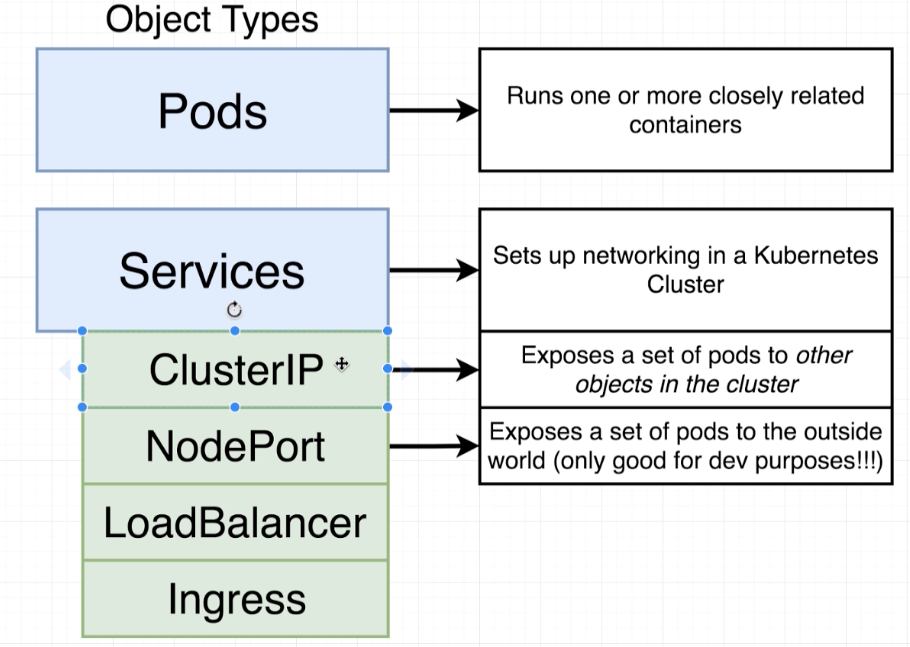 Object Types
Pods
Runs one or more closely related
containers
Services
Sets up networking in a Kubernetes
Cluster
ClusterIP
Exposes a set of pods to other
objects in the cluster
NodePort
Exposes a set of pods to the outside
world (only good for dev purposes!!!)
LoadBalancer
Ingress